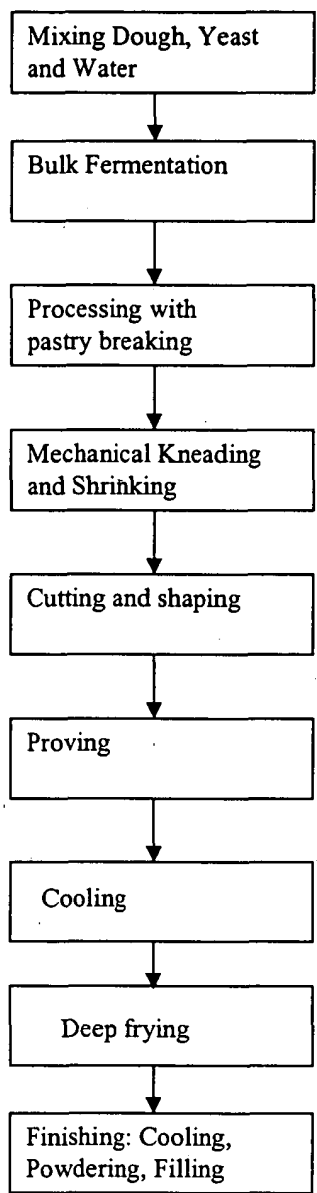 Mixing Dough, Yeast
and Water
Bulk Fermentation
Processing with
pastry breaking
Mechanical Kneading
and Shrinking
Cutting and shaping
Proving
Cooling
Deep frying
Finishing: Cooling,
Powdering, Filling